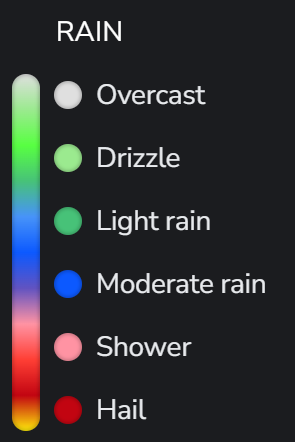 RAIN
Overcast
Drizzle
Light rain
Moderate rain
Shower
Hail